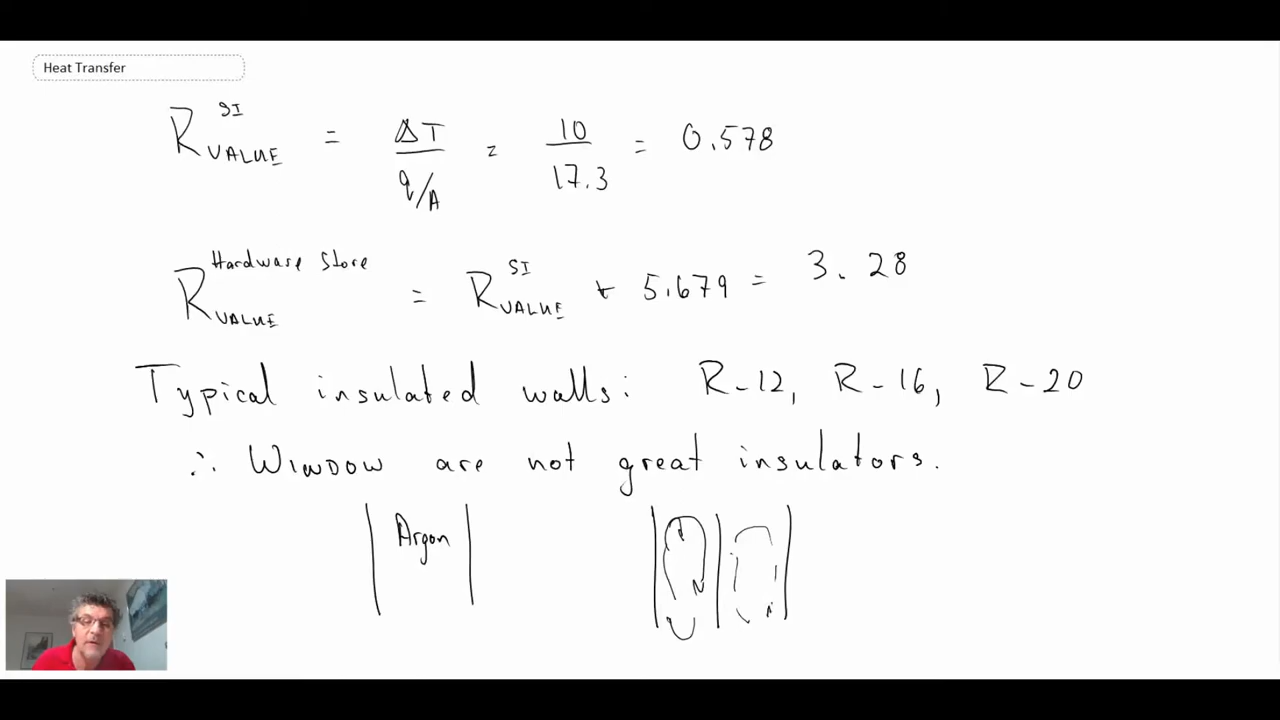 Heat Transfer
R VALUE SI = ΔT / q/A = 10 / 17.3 = 0.578
R VALUE Hardware Store = R VALUE SI * 5.679 = 3.28
Typical insulated walls: R-12, R-16, R-20
∴ WINDOW are not great insulators.
Argon